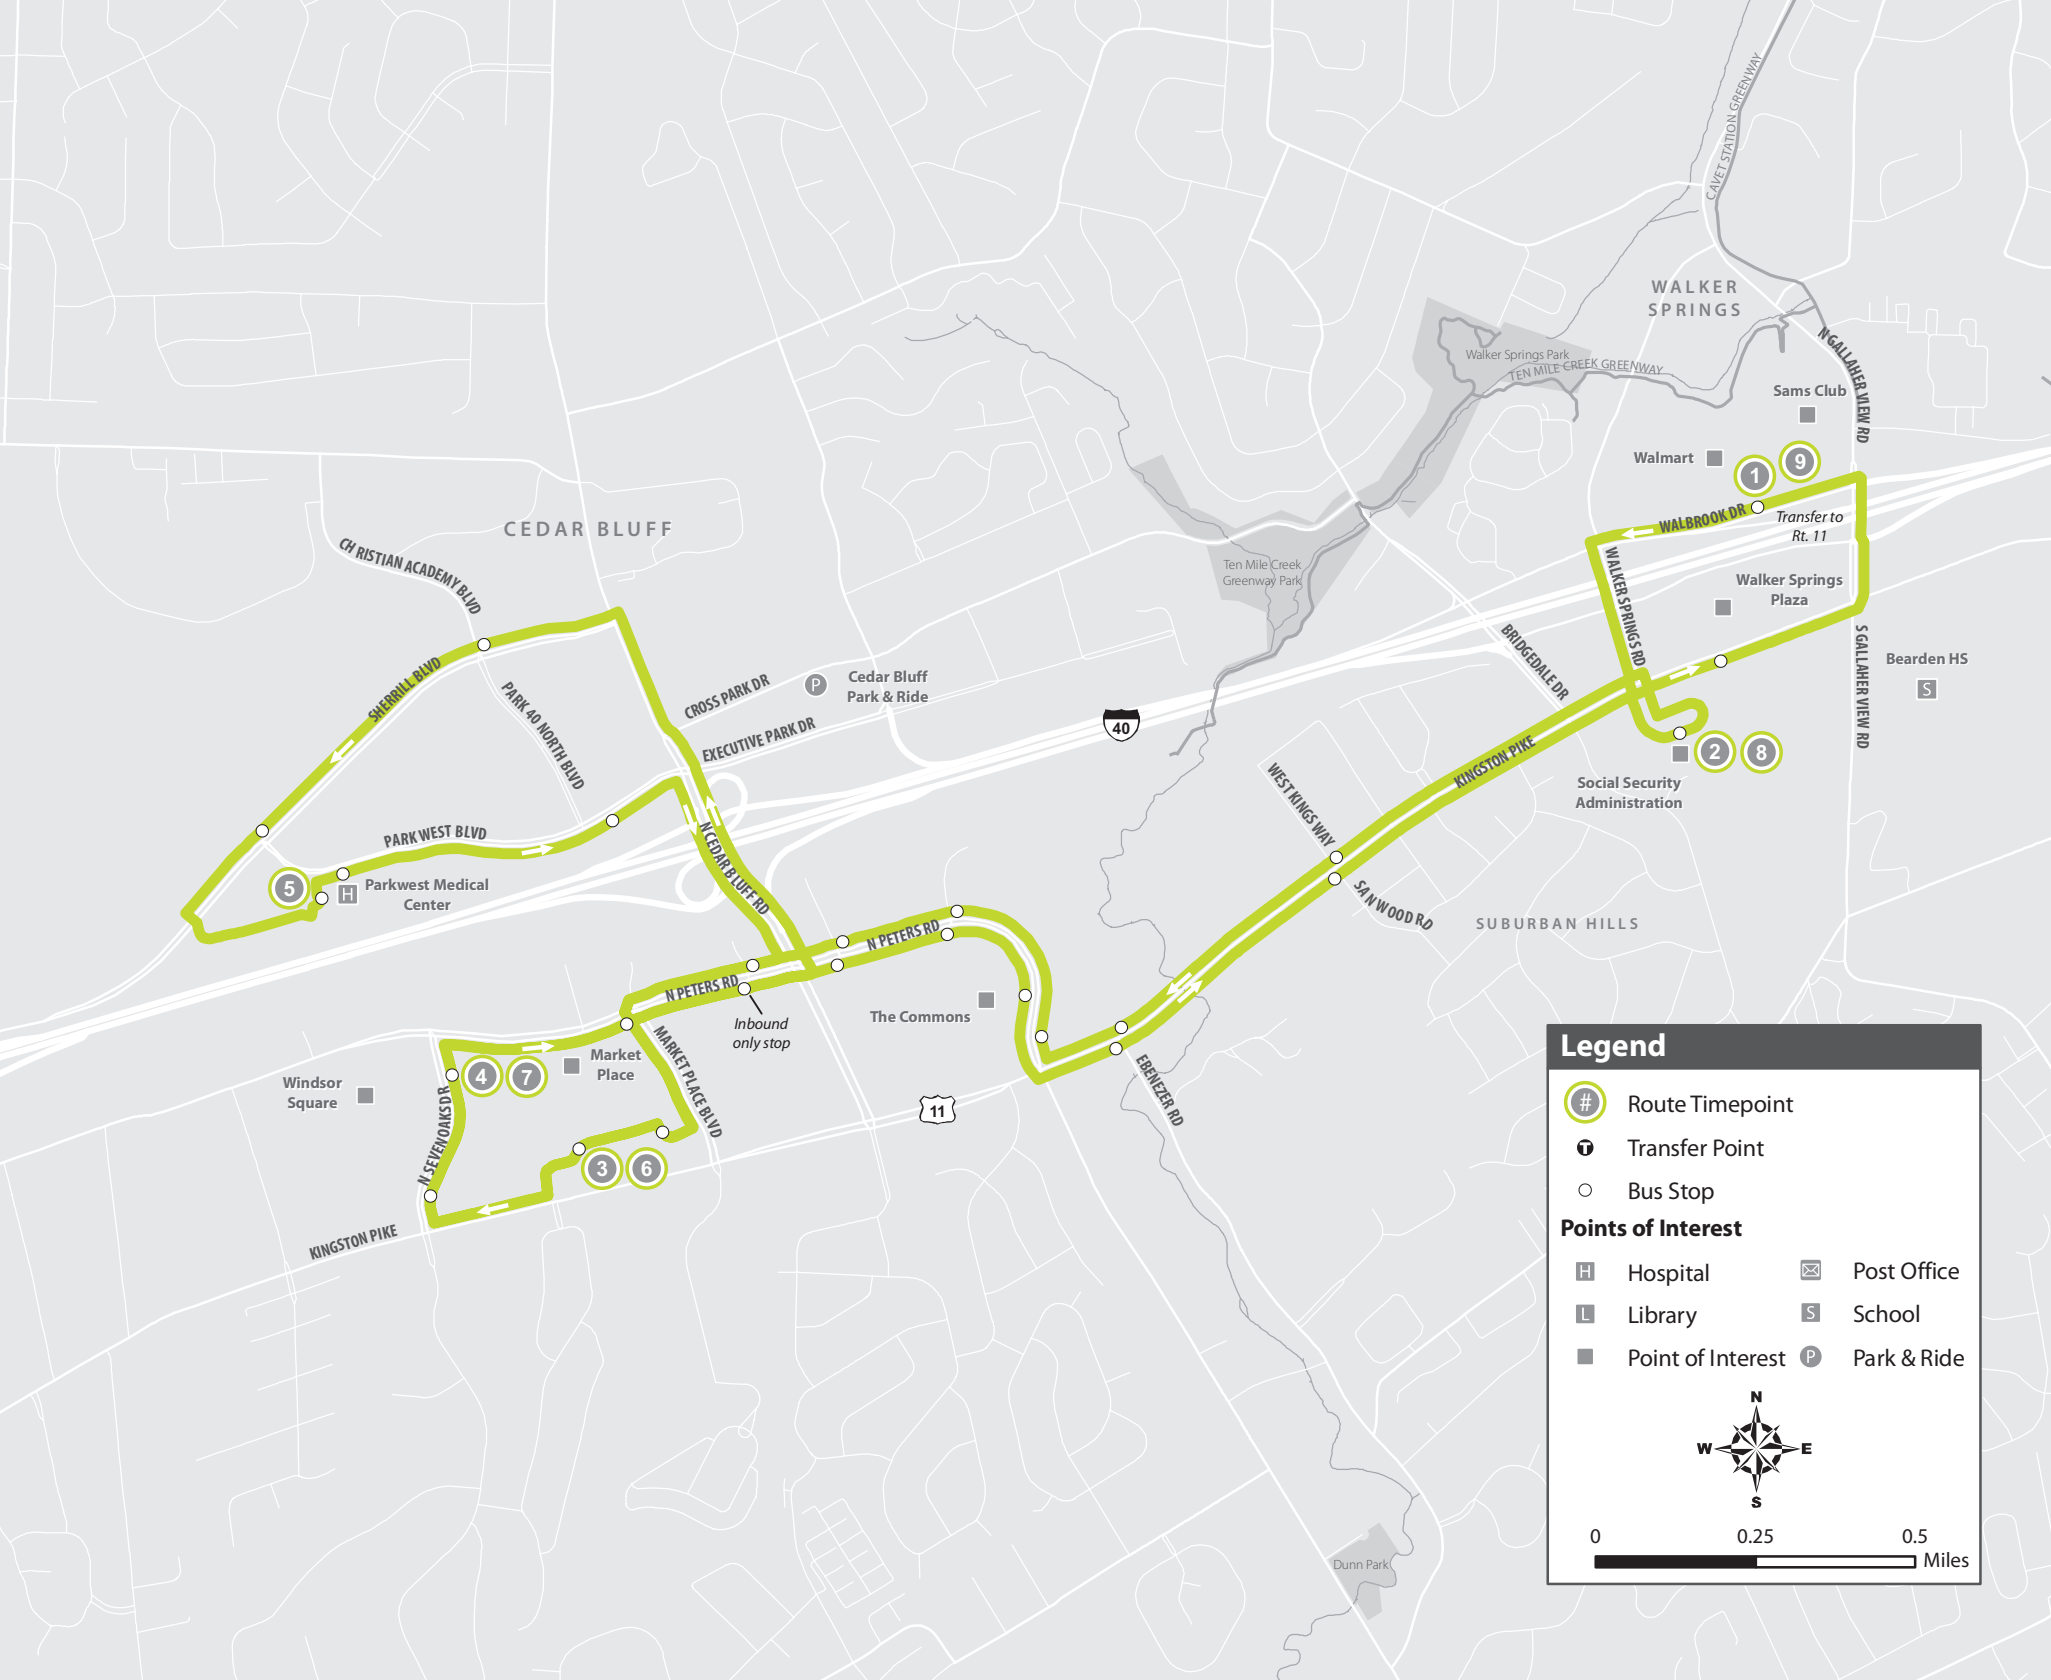 CAVET STATION GREENWAY
WALKER
SPRINGS
N GALLAHER VIEW RD
Walker Springs Park
TEN MILE CREEK GREENWAY
Sams Club
Walmart
1
9
CEDAR BLUFF
WALBROOK DR
Transfer to
Rt. 11
CH RISTIAN ACADEMY BLVD
Ten Mile Creek
Greenway Park
WALKER SPRINGS RD
Walker Springs
Plaza
BRIDGEDALE DR
S GALLAHER VIEW RD
Bearden HS
S
SHERRILL BLVD
PARK 40 NORTH BLVD
CROSS PARK DR
P
Cedar Bluff
Park & Ride
EXECUTIVE PARK DR
40
2
8
KINGSTON PIKE
Social Security
Administration
WEST KINGS WAY
PARK WEST BLVD
N CEDAR BLUFF RD
5
H
Parkwest Medical
Center
SANWOOD RD
SUBURBAN HILLS
N PETERS RD
N PETERS RD
The Commons
Inbound
only stop
MARKET PLACE BLVD
Market
Place
EBENEZER RD
4
7
Windsor
Square
N SEVEN OAKS DR
11
3
6
KINGSTON PIKE
Dunn Park
Legend
# Route Timepoint
T Transfer Point
Bus Stop
Points of Interest
H Hospital
Post Office
L Library
S School
Point of Interest
P Park & Ride
N
W E
S
0 0.25 0.5
Miles